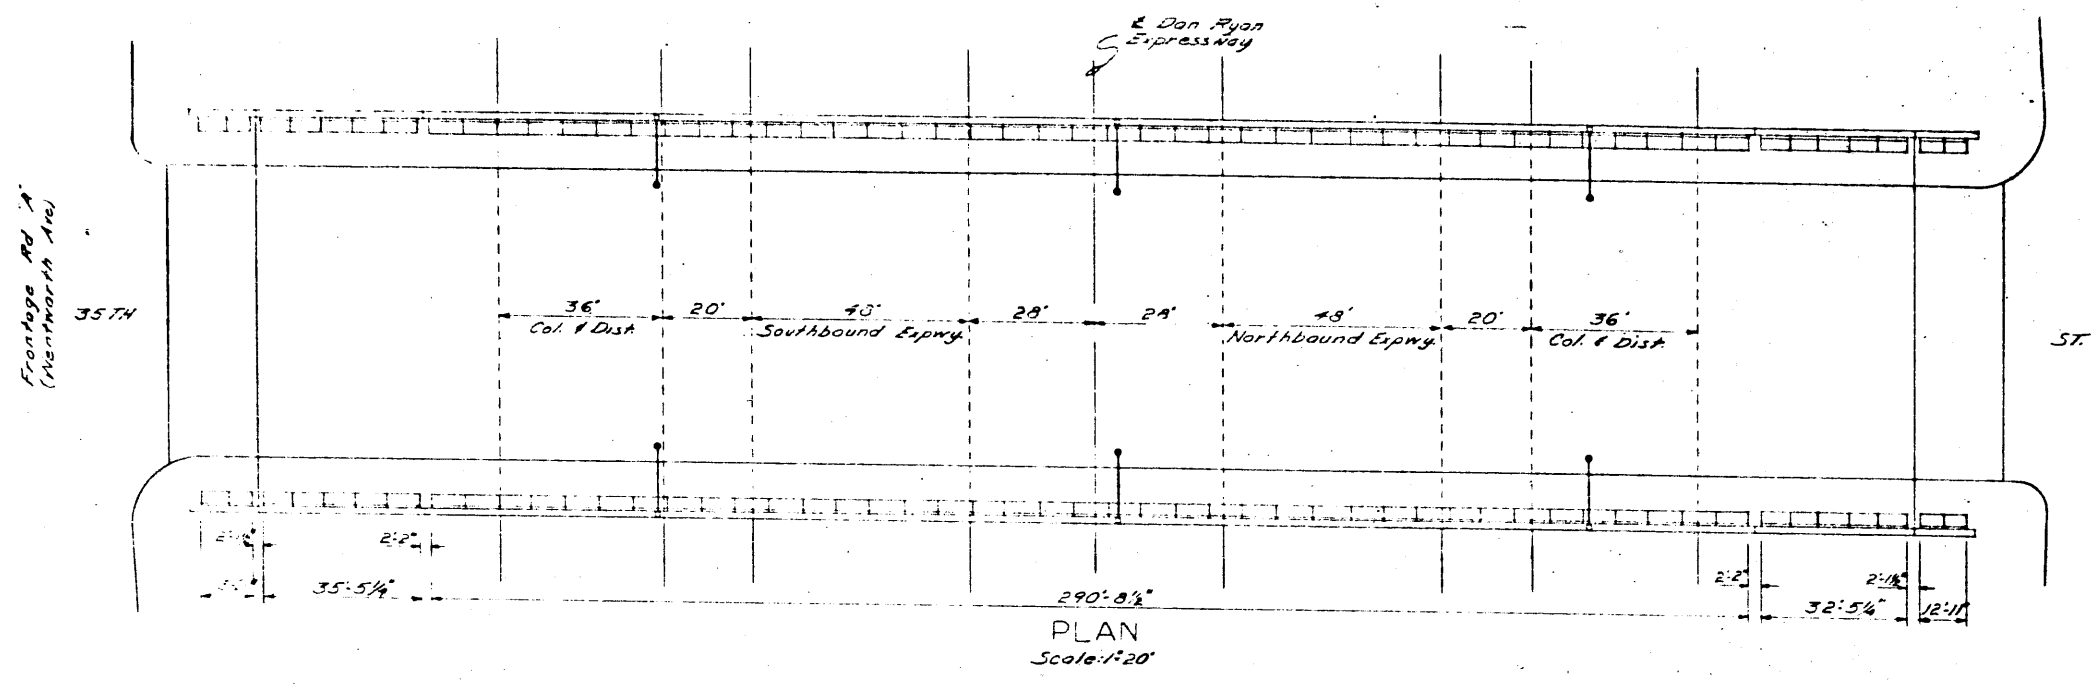 ℄ Dan Ryan
Expressway
Frontage Rd 'A'
(Wentworth Ave)
35TH
ST.
36'
Col. & Dist.
20'
48'
Southbound Expwy.
28'
28'
48'
Northbound Expwy.
20'
36'
Col. & Dist.
2'-2"
35'-5¼"
290'-8½"
2'-2"
2'-1½"
32'-5¼"
12'-11"
PLAN
Scale: 1"=20'